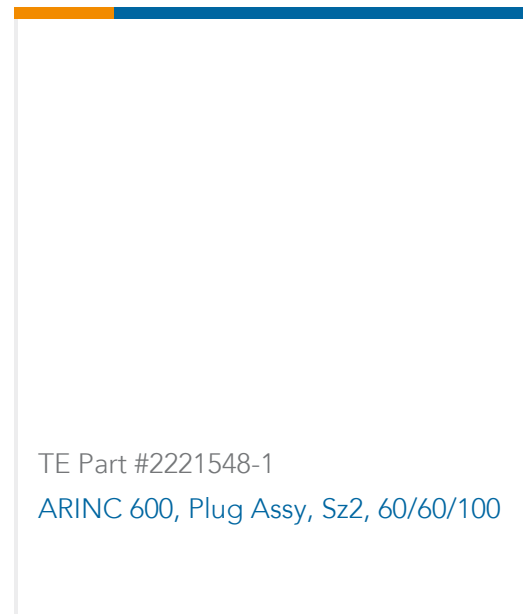 TE Part #2221548-1
ARINC 600, Plug Assy, Sz2, 60/60/100